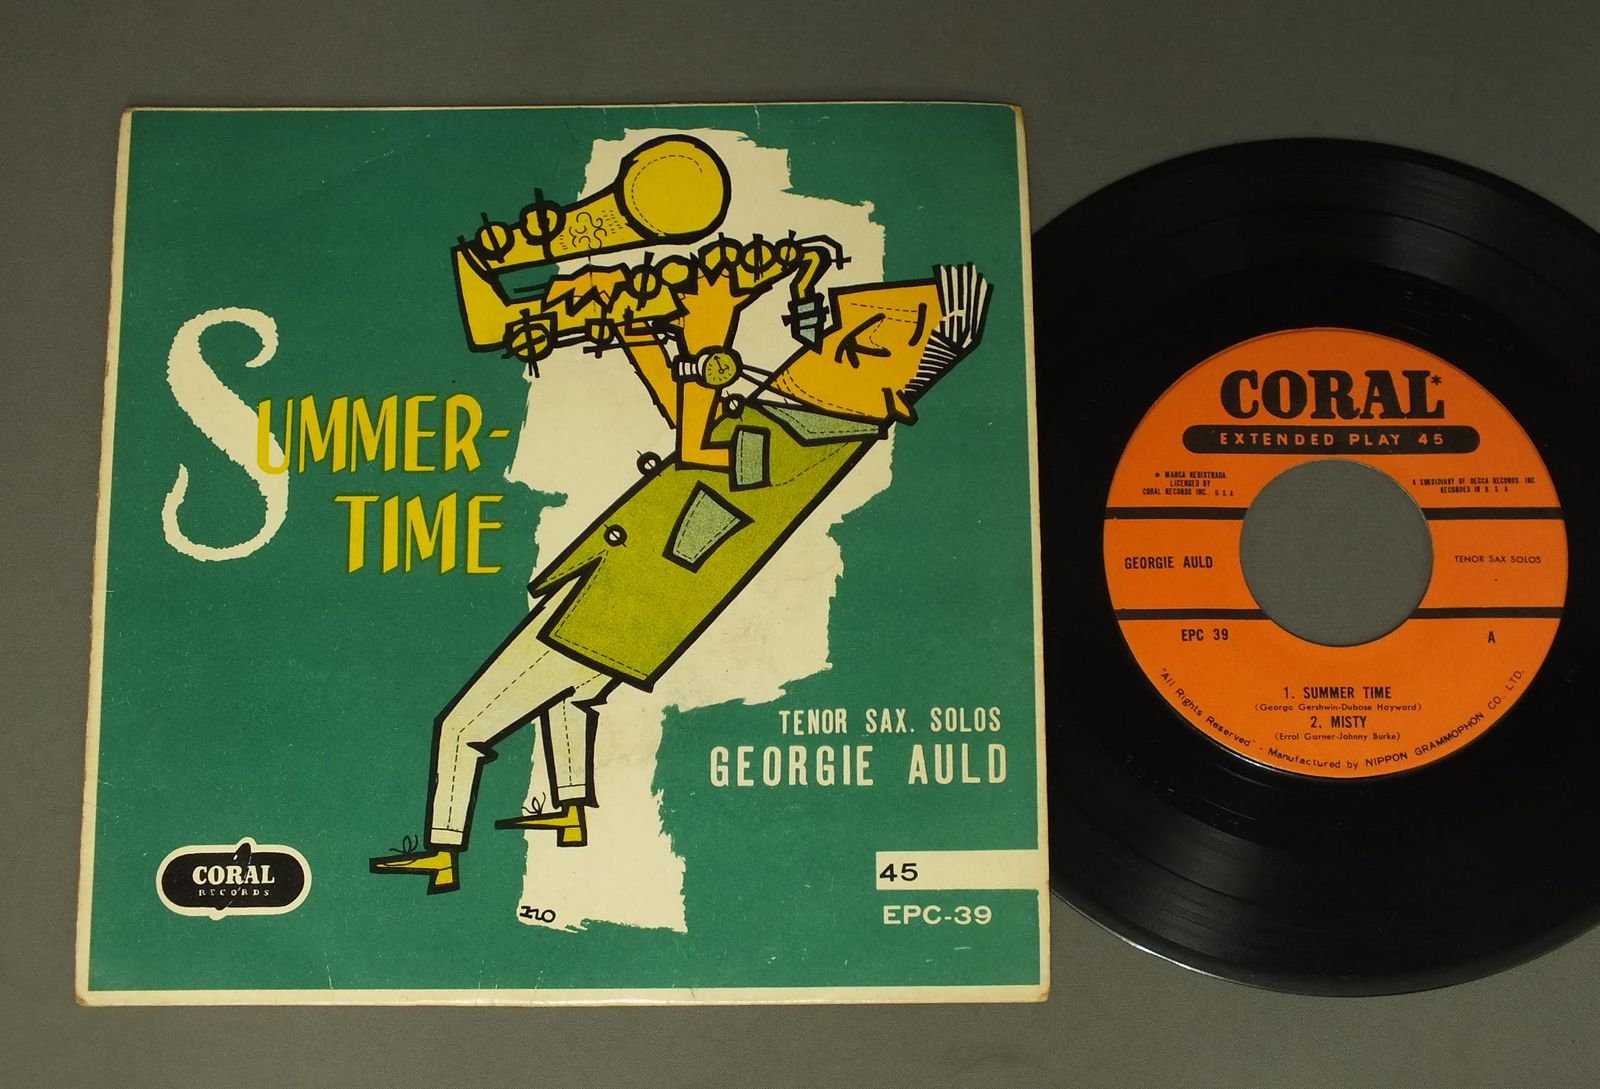 SUMMER-
TIME
TENOR SAX. SOLOS
GEORGIE AULD
CORAL
RECORDS
45
EPC-39
CORAL*
EXTENDED PLAY 45
* MARCA REGISTRADA
LICENSED BY
CORAL RECORDS INC., U.S.A.
A SUBSIDIARY OF DECCA RECORDS INC
RECORDED IN U S A
GEORGIE AULD
TENOR SAX SOLOS
EPC 39
A
1. SUMMER TIME
(George Gershwin-Dubose Hayward)
2. MISTY
(Errol Garner-Johnny Burke)
"All Rights Reserved" · Manufactured by NIPPON GRAMMOPHON CO., LTD.